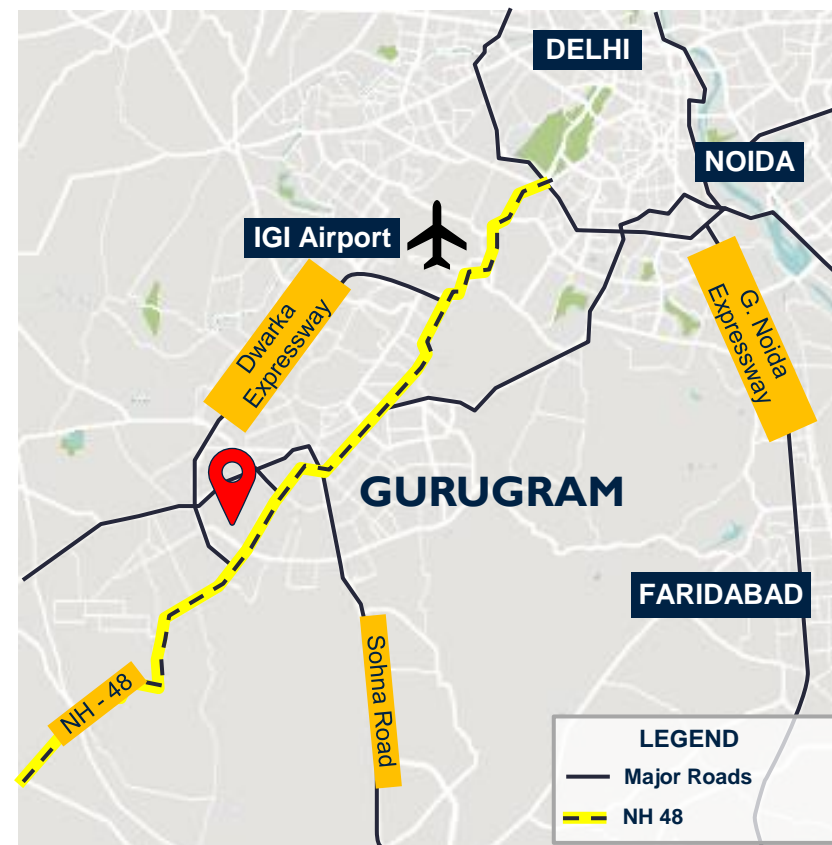 DELHI
NOIDA
IGI Airport
Dwarka
Expressway
G. Noida
Expressway
GURUGRAM
FARIDABAD
Sohna Road
NH - 48
LEGEND
Major Roads
NH 48